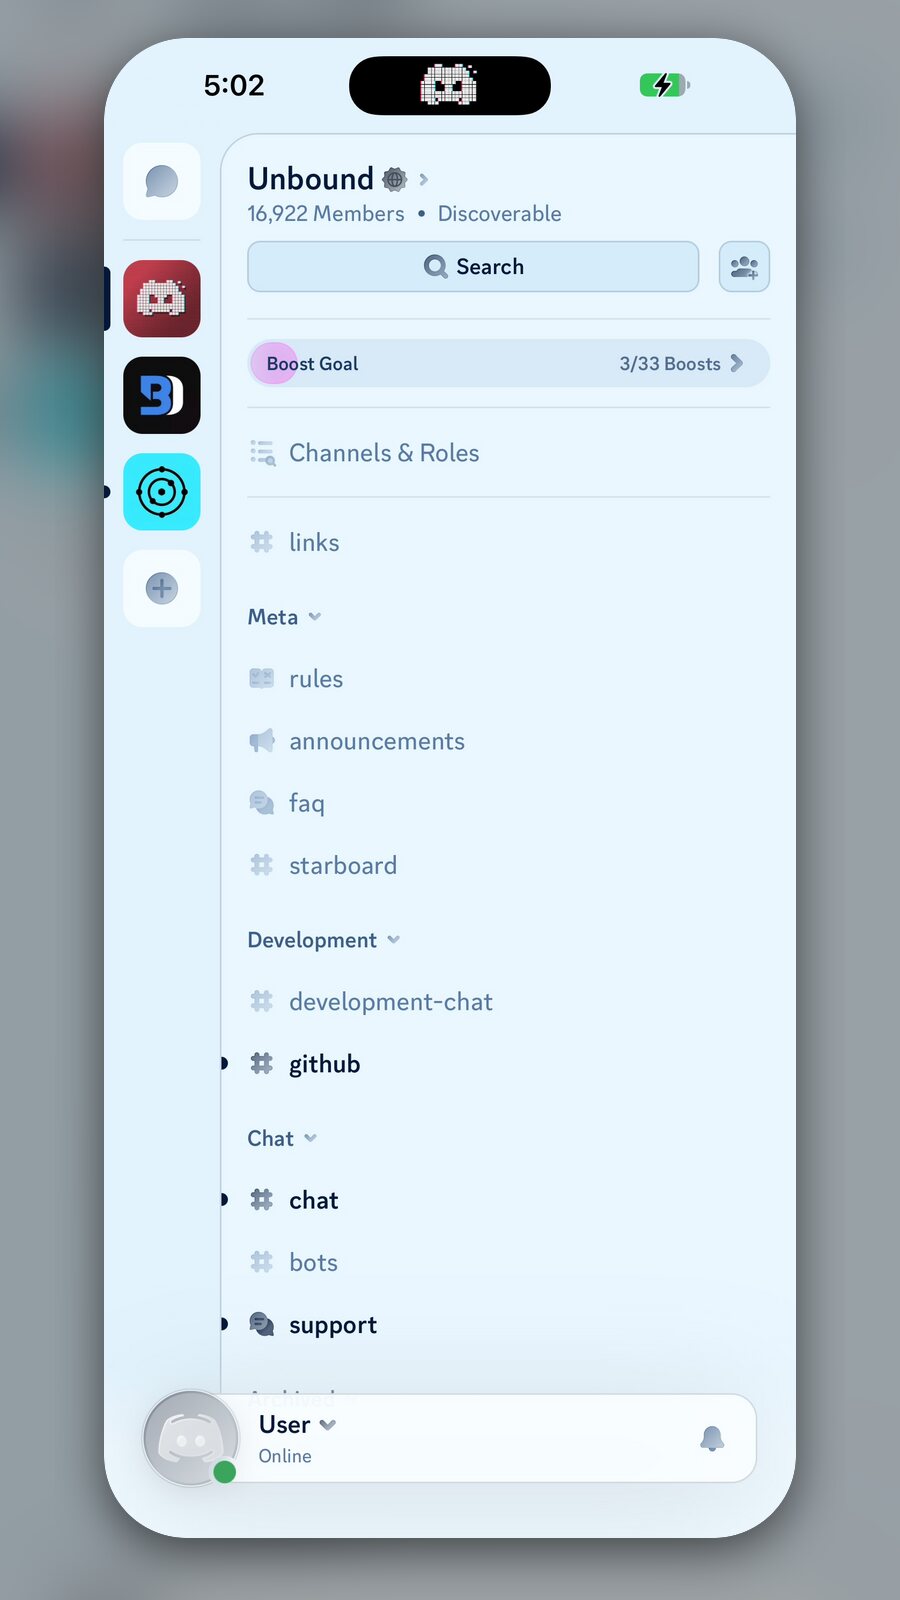 5:02
Unbound
16,922 Members • Discoverable
Search
Boost Goal 3/33 Boosts
Channels & Roles
links
Meta
rules
announcements
faq
starboard
Development
development-chat
github
Chat
chat
bots
support
Archived
User
Online